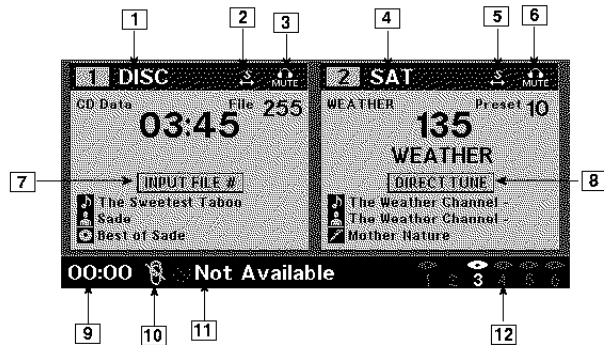 1 2 3 4 5 6
1 DISC S MUTE 2 SAT S MUTE
CD Data File 255 WEATHER Preset 10
03:45 135
WEATHER
7 INPUT FILE # DIRECT TUNE 8
The Sweetest Taboo The Weather Channel -
Sade The Weather Channel -
Best of Sade Mother Nature
00:00 Not Available 1 2 3 4 5 6
9 10 11 12